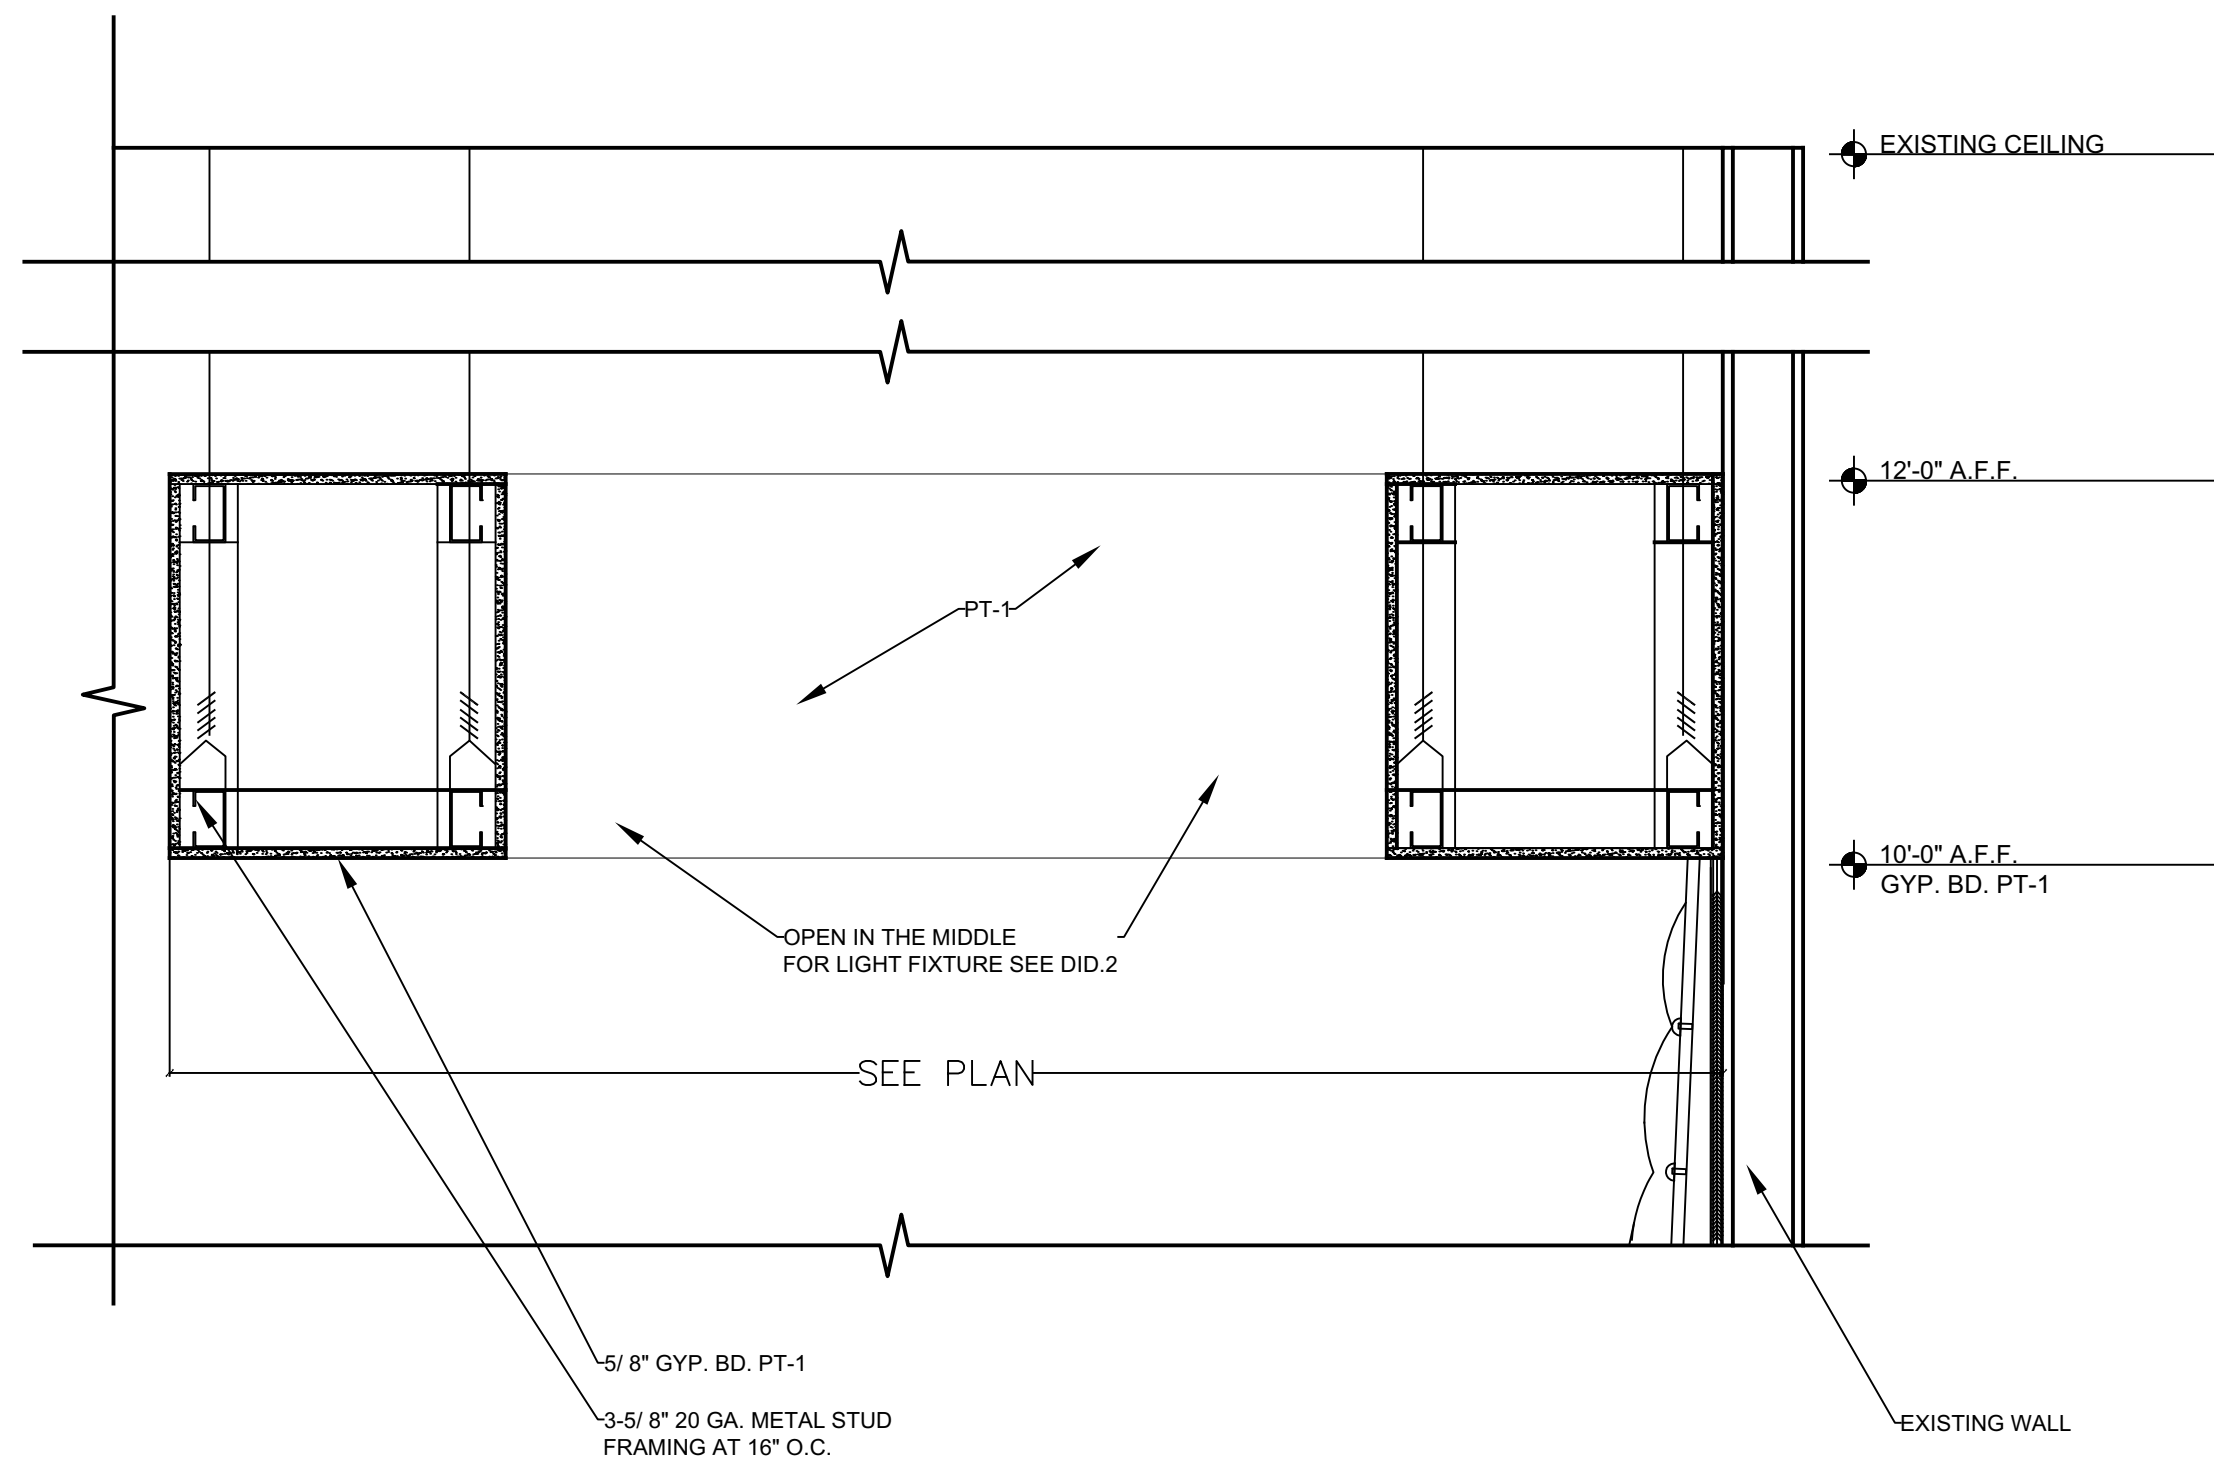 EXISTING CEILING
12'-0" A.F.F.
PT-1
10'-0" A.F.F.
GYP. BD. PT-1
OPEN IN THE MIDDLE
FOR LIGHT FIXTURE SEE DID.2
SEE PLAN
5/ 8" GYP. BD. PT-1
3-5/ 8" 20 GA. METAL STUD
FRAMING AT 16" O.C.
EXISTING WALL